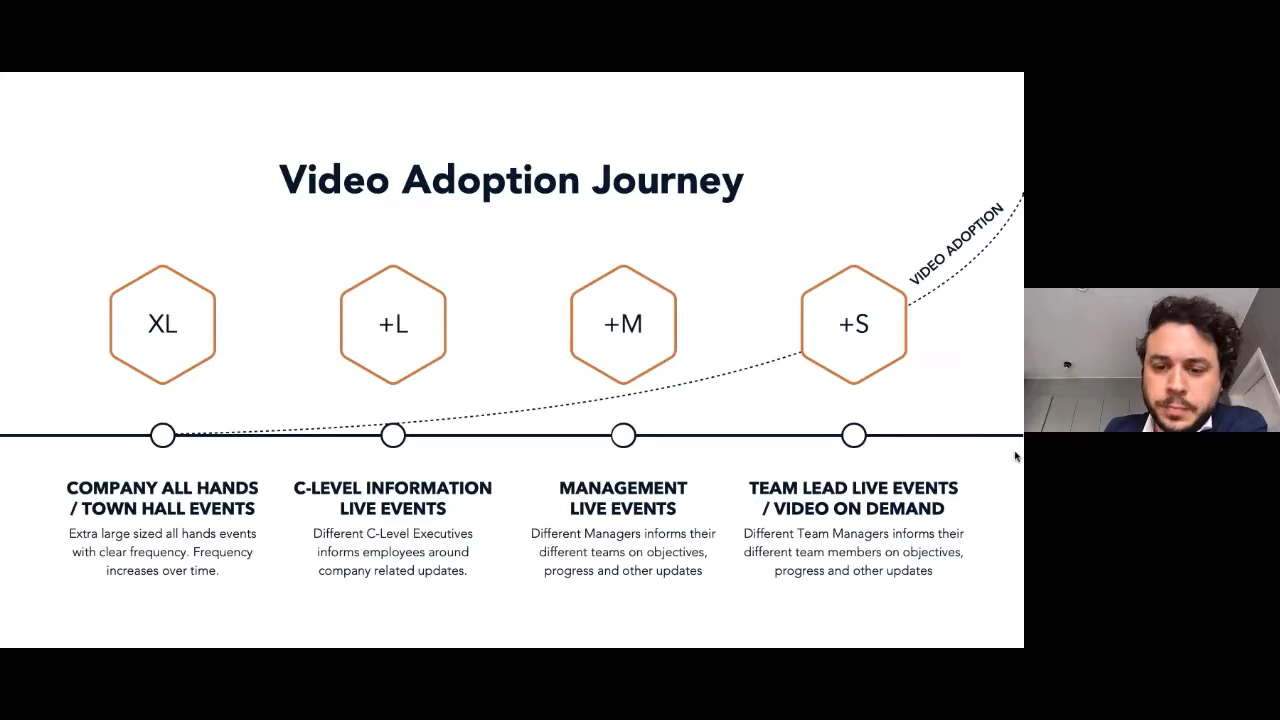 Video Adoption Journey
VIDEO ADOPTION
XL
+L
+M
+S
COMPANY ALL HANDS
/ TOWN HALL EVENTS
Extra large sized all hands events
with clear frequency. Frequency
increases over time.
C-LEVEL INFORMATION
LIVE EVENTS
Different C-Level Executives
informs employees around
company related updates.
MANAGEMENT
LIVE EVENTS
Different Managers informs their
different teams on objectives,
progress and other updates
TEAM LEAD LIVE EVENTS
/ VIDEO ON DEMAND
Different Team Managers informs their
different team members on objectives,
progress and other updates